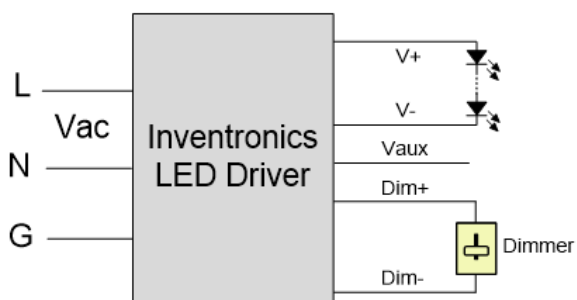 L
Vac
N
G
Inventronics
LED Driver
V+
V-
Vaux
Dim+
Dimmer
Dim-